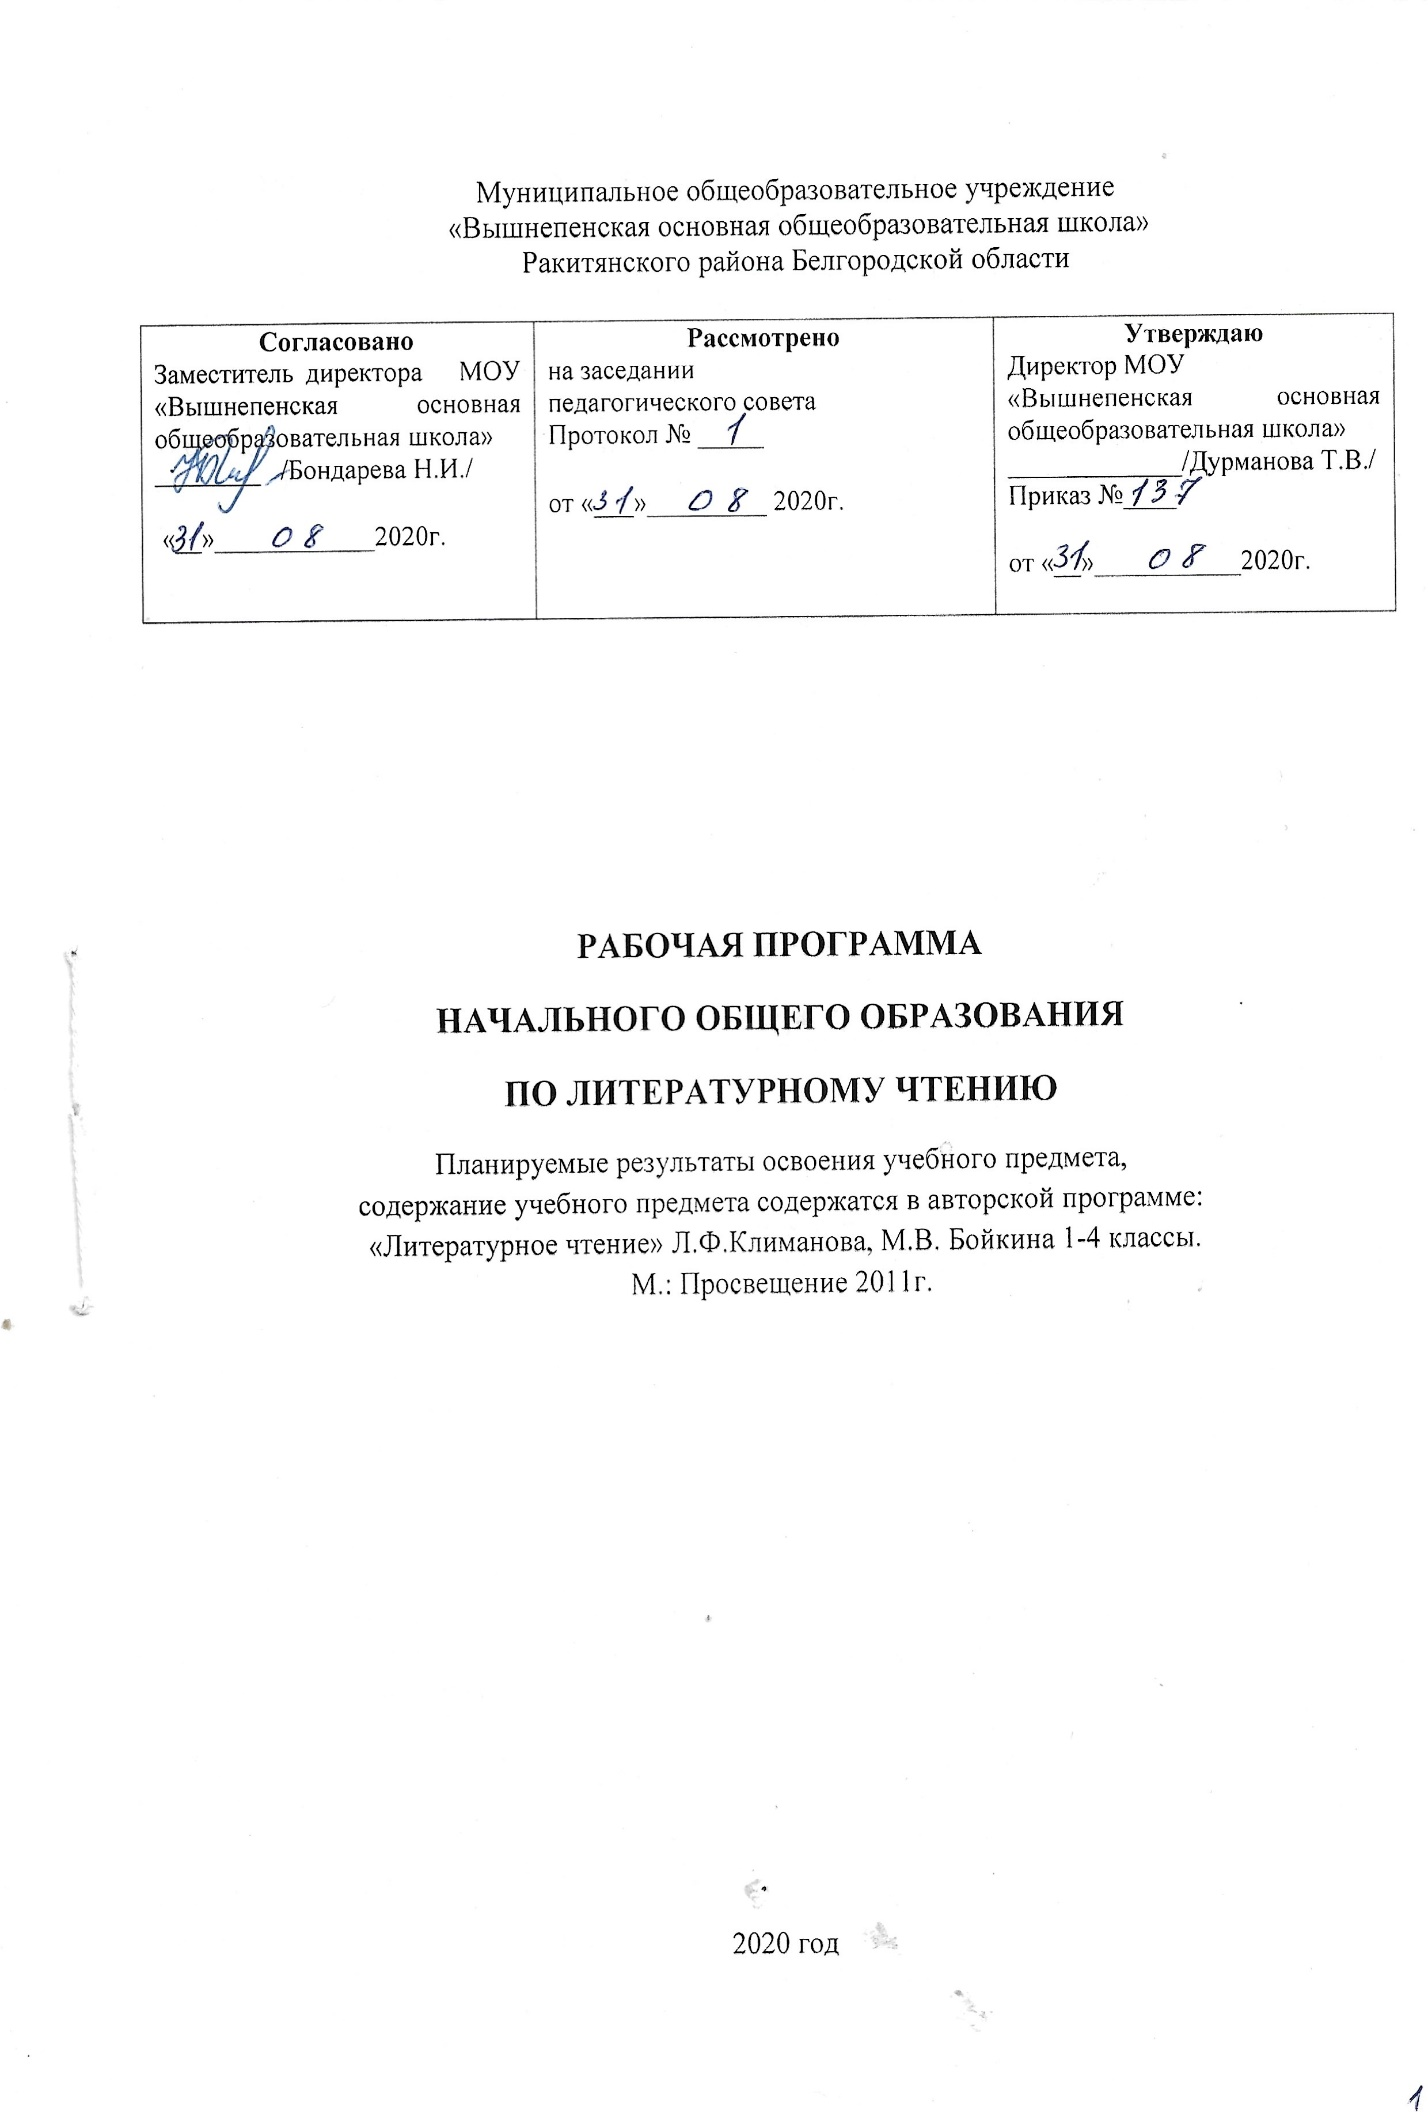 Муниципальное общеобразовательное учреждение
«Вышнепенская основная общеобразовательная школа»
Ракитянского района Белгородской области
Согласовано
Заместитель директора МОУ
«Вышнепенская основная
общеобразовательная школа»
________ /Бондарева Н.И./
«31»____08____2020г.
Рассмотрено
на заседании
педагогического совета
Протокол № 1
от «31» 08 2020г.
Утверждаю
Директор МОУ
«Вышнепенская основная
общеобразовательная школа»
_____________/Дурманова Т.В./
Приказ № 137
от «31» 08 2020г.
РАБОЧАЯ ПРОГРАММА
НАЧАЛЬНОГО ОБЩЕГО ОБРАЗОВАНИЯ
ПО ЛИТЕРАТУРНОМУ ЧТЕНИЮ
Планируемые результаты освоения учебного предмета,
содержание учебного предмета содержатся в авторской программе:
«Литературное чтение» Л.Ф.Климанова, М.В. Бойкина 1-4 классы.
М.: Просвещение 2011г.
2020 год
1